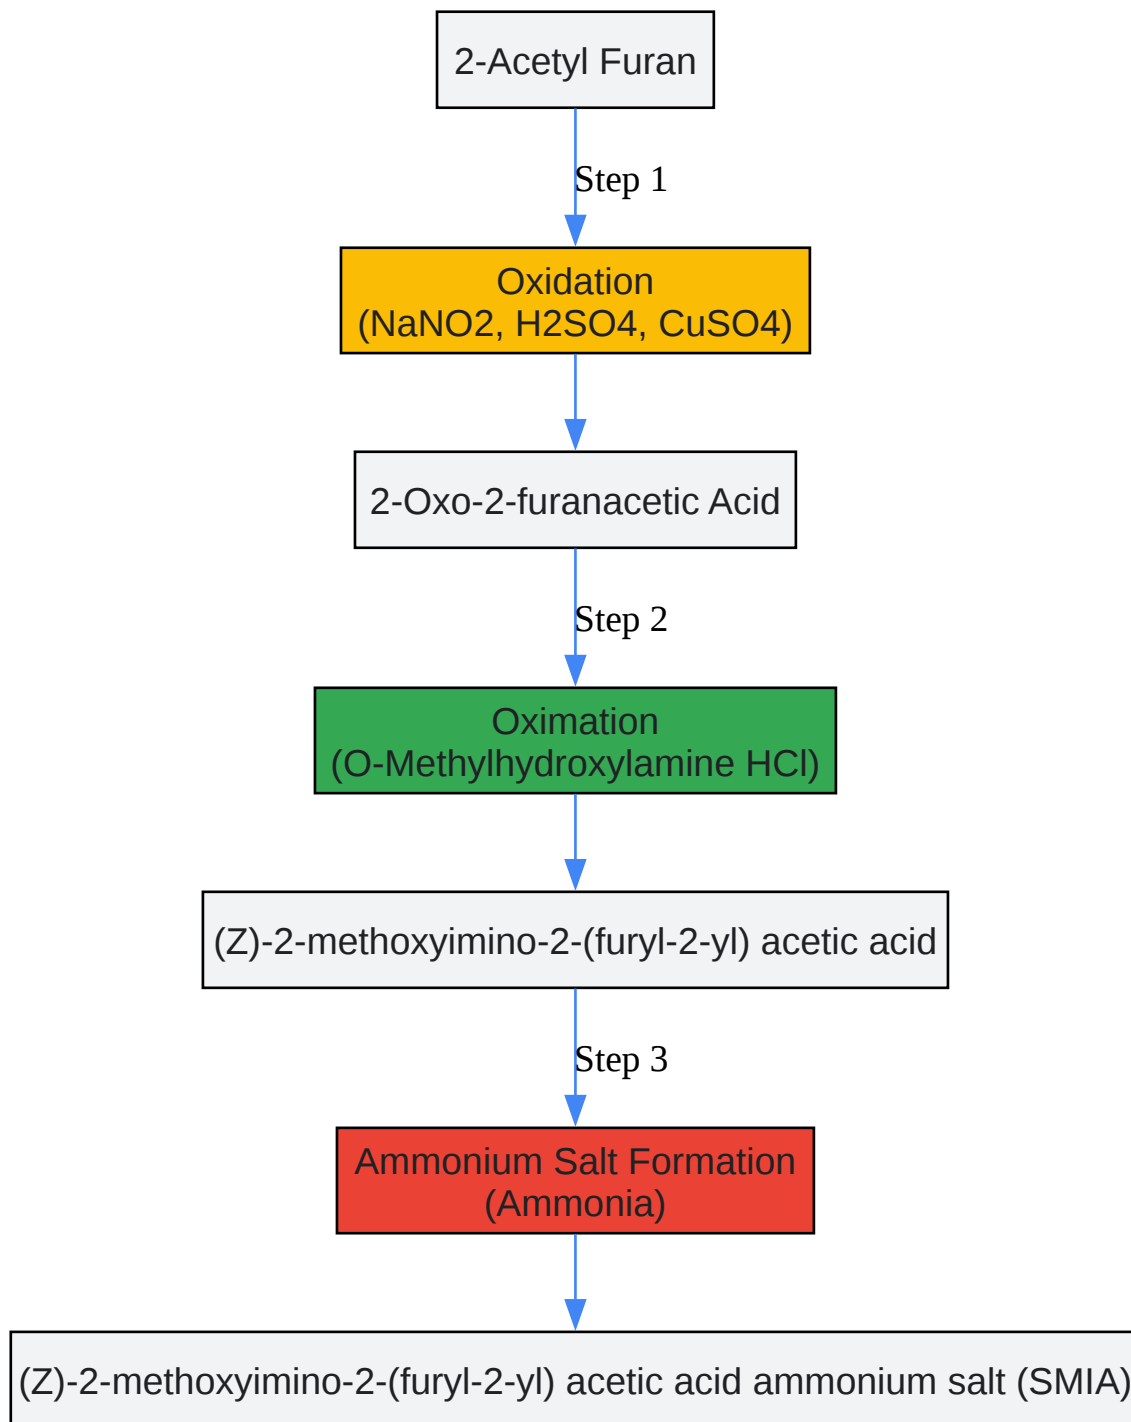 2-Acetyl Furan
Step 1
Oxidation
(NaNO2, H2SO4, CuSO4)
2-Oxo-2-furanacetic Acid
Step 2
Oximation
(O-Methylhydroxylamine HCl)
(Z)-2-methoxyimino-2-(furyl-2-yl) acetic acid
Step 3
Ammonium Salt Formation
(Ammonia)
(Z)-2-methoxyimino-2-(furyl-2-yl) acetic acid ammonium salt (SMIA)